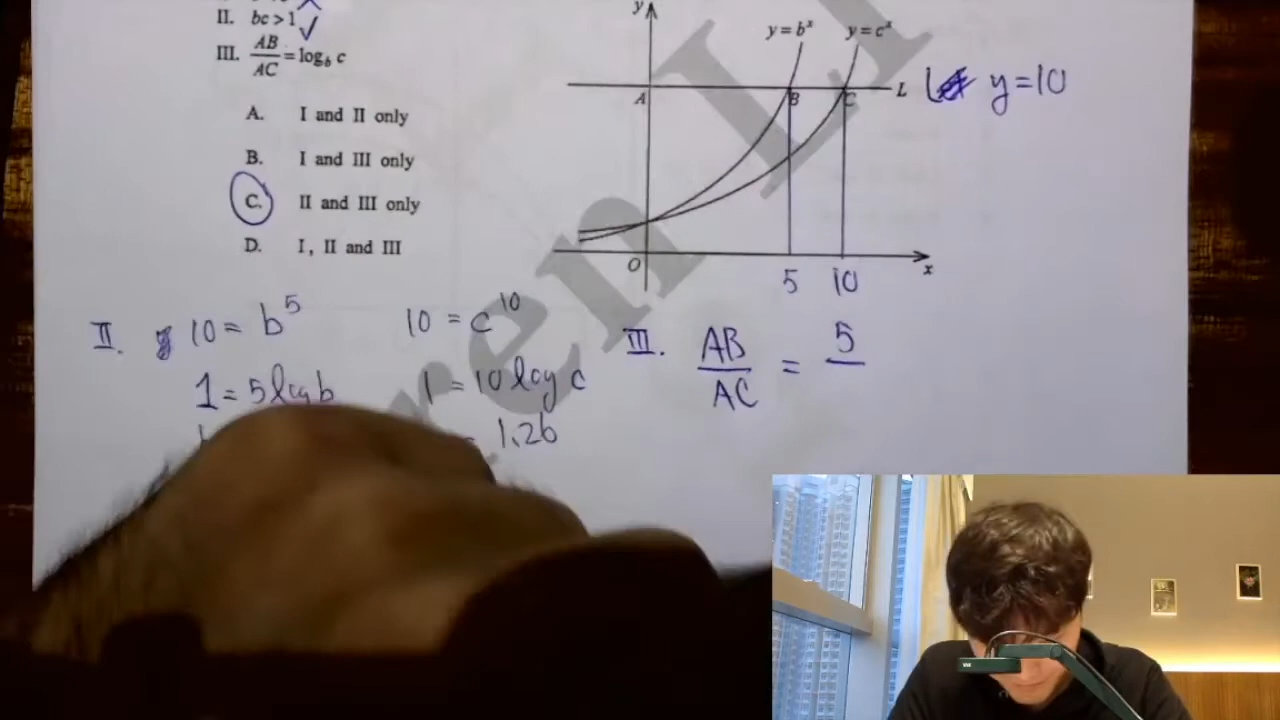 II. bc > 1 ✓
III. AB/AC = log_b c
A. I and II only
B. I and III only
C. II and III only
D. I, II and III
y
y = b^x
y = c^x
A
B
C
L
y = 10
O
x
5
10
II. 10 = b^5
10 = c^10
III. AB/AC = 5
1 = 5 log b
1 = 10 log c
1.26